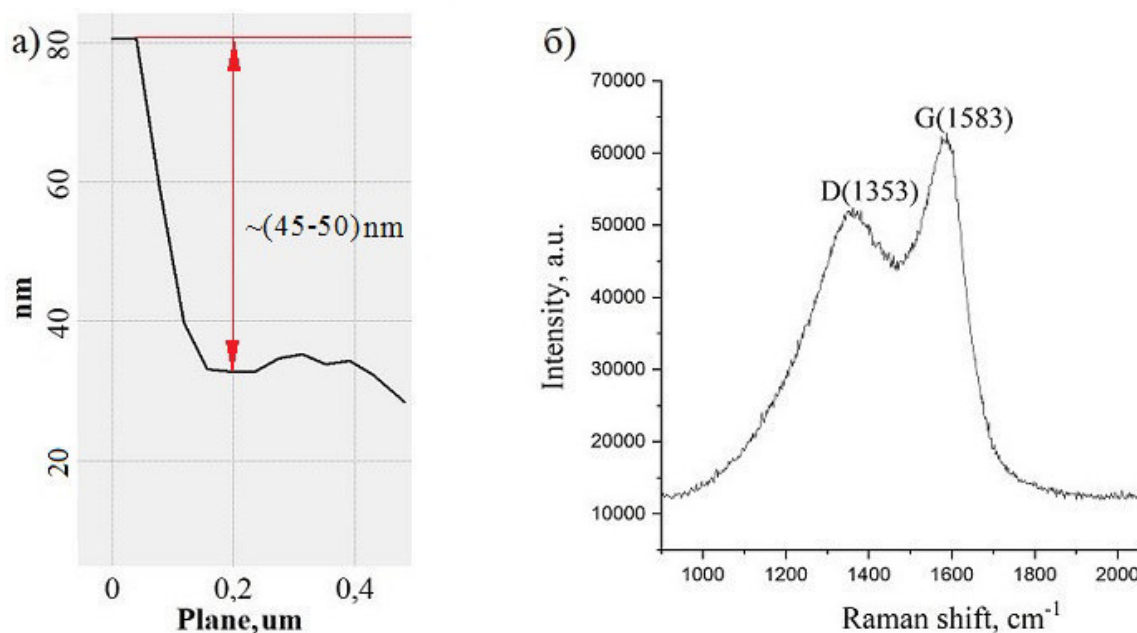 а)
80
60
40
20
nm
~(45-50)nm
0
0,2
0,4
Plane,um
б)
70000
60000
50000
40000
30000
20000
10000
Intensity, a.u.
D(1353)
G(1583)
1000
1200
1400
1600
1800
2000
Raman shift, cm⁻¹